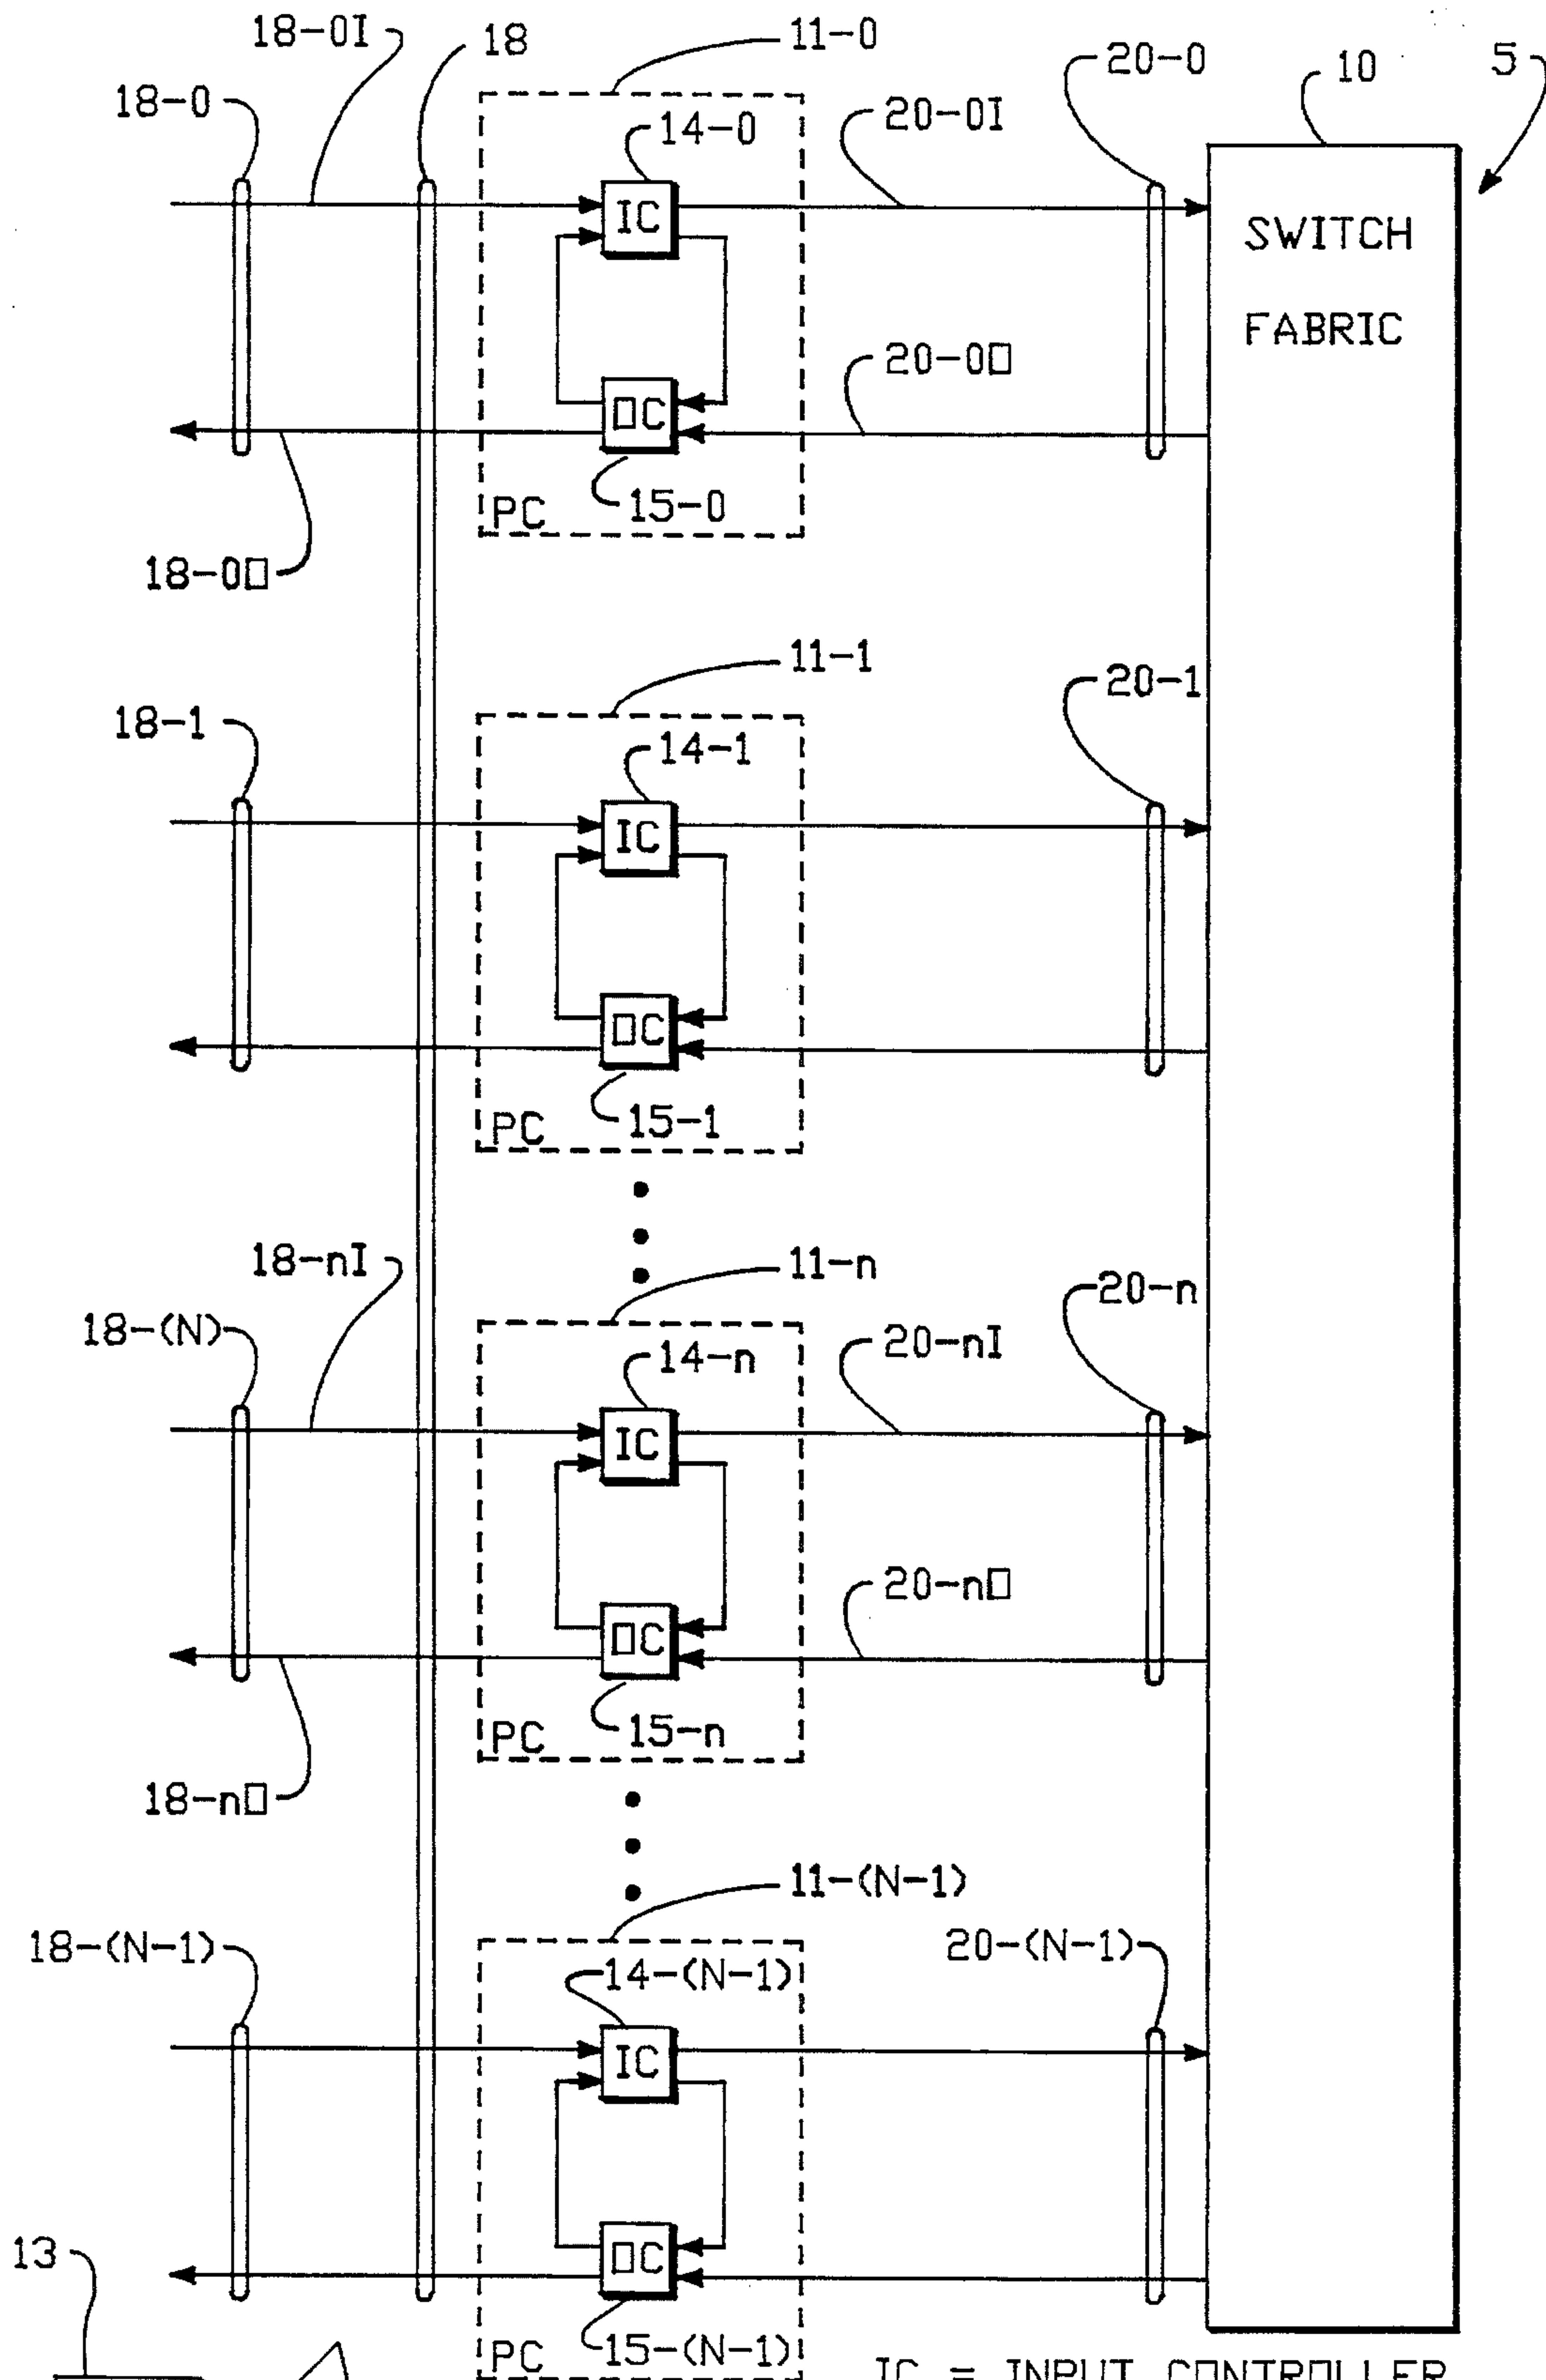 18-0I
18
11-0
20-0
10
5
18-0
14-0
20-0I
IC
SWITCH
FABRIC
20-0O
OC
15-0
PC
18-0O
11-1
20-1
18-1
14-1
IC
OC
15-1
PC
18-nI
11-n
20-n
18-(N)
14-n
20-nI
IC
20-nO
OC
15-n
PC
18-nO
11-(N-1)
18-(N-1)
14-(N-1)
20-(N-1)
IC
13
OC
15-(N-1)
PC
IC = INPUT CONTROLLER